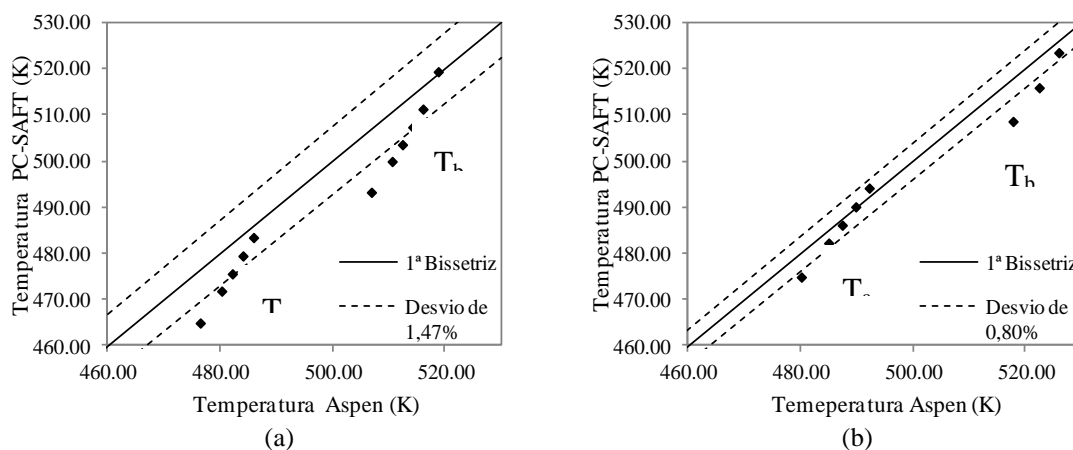 530.00
520.00
510.00
500.00
490.00
480.00
470.00
460.00
Temperatura PC-SAFT (K)
T_b
T
1ª Bissetriz
Desvio de
1,47%
460.00 480.00 500.00 520.00
Temperatura Aspen (K)
(a)
530.00
520.00
510.00
500.00
490.00
480.00
470.00
460.00
Temperatura PC-SAFT (K)
T_b
T
1ª Bissetriz
Desvio de
0,80%
460.00 480.00 500.00 520.00
Temeperatura Aspen (K)
(b)